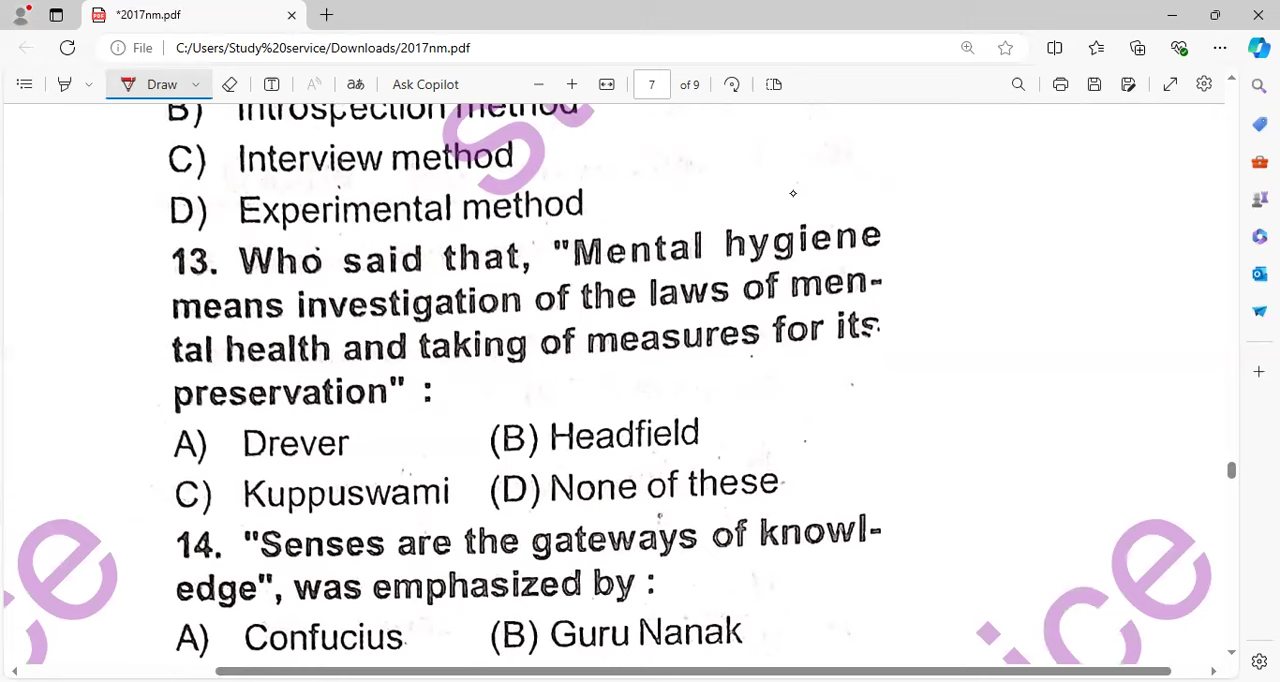 *2017nm.pdf
File C:/Users/Study%20service/Downloads/2017nm.pdf
Draw Ask Copilot 7 of 9
B) Introspection method
C) Interview method
D) Experimental method
13. Who said that, "Mental hygiene
means investigation of the laws of men-
tal health and taking of measures for its
preservation" :
A) Drever (B) Headfield
C) Kuppuswami (D) None of these
14. "Senses are the gateways of knowl-
edge", was emphasized by :
A) Confucius (B) Guru Nanak